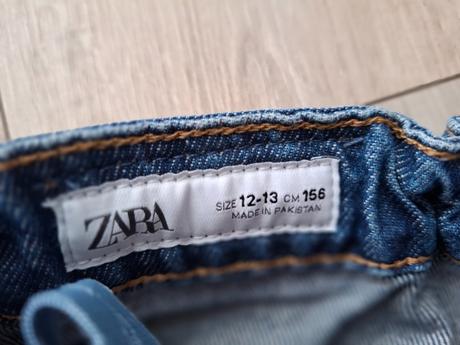 ZARA
SIZE 12-13 CM 156
MADE IN PAKISTAN